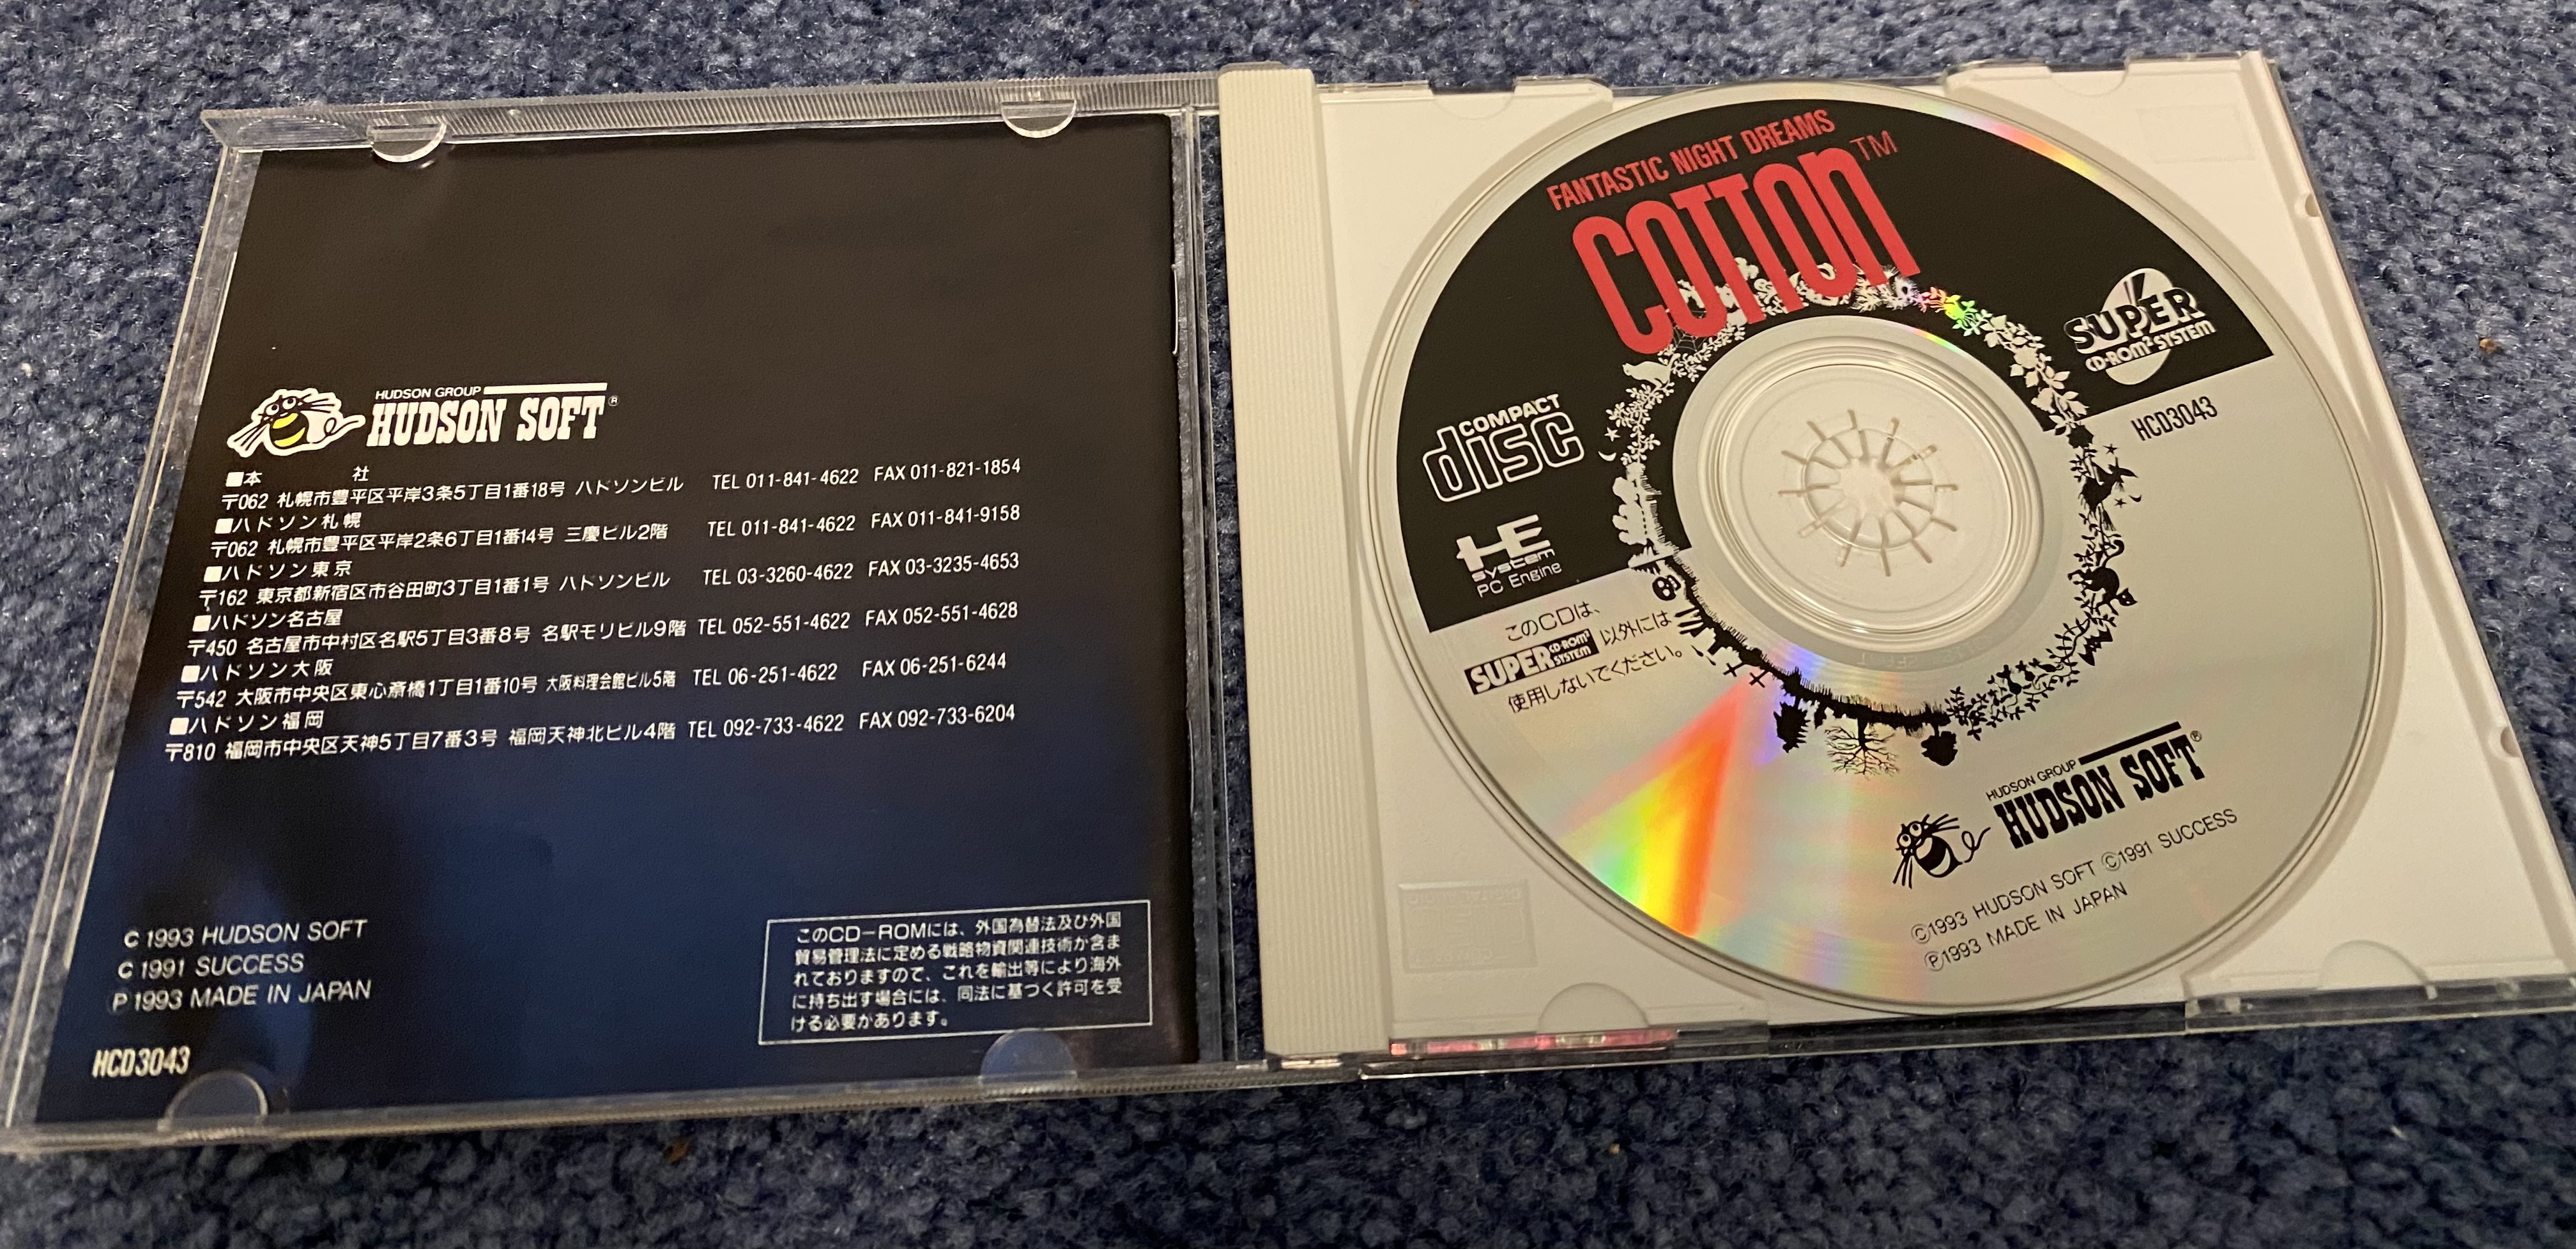 HUDSON GROUP
HUDSON SOFT®
■本 社
〒062 札幌市豊平区平岸3条5丁目1番18号 ハドソンビル TEL 011-841-4622 FAX 011-821-1854
■ハドソン札幌
〒062 札幌市豊平区平岸2条6丁目1番14号 三慶ビル2階 TEL 011-841-4622 FAX 011-841-9158
■ハドソン東京
〒162 東京都新宿区市谷田町3丁目1番1号 ハドソンビル TEL 03-3260-4622 FAX 03-3235-4653
■ハドソン名古屋
〒450 名古屋市中村区名駅5丁目3番8号 名駅モリビル9階 TEL 052-551-4622 FAX 052-551-4628
■ハドソン大阪
〒542 大阪市中央区東心斎橋1丁目1番10号 大阪料理会館ビル5階 TEL 06-251-4622 FAX 06-251-6244
■ハドソン福岡
〒810 福岡市中央区天神5丁目7番3号 福岡天神北ビル4階 TEL 092-733-4622 FAX 092-733-6204
C 1993 HUDSON SOFT
C 1991 SUCCESS
P 1993 MADE IN JAPAN
HCD3043
このCD-ROMには、外国為替法及び外国
貿易管理法に定める戦略物資関連技術か含ま
れておりますので、これを輸出等により海外
に持ち出す場合には、同法に基づく許可を受
ける必要があります。
FANTASTIC NIGHT DREAMS
COTTON™
SUPER
CD-ROM² SYSTEM
HCD3043
COMPACT
disc
HE
system
PC Engine
このCDは、
SUPER CD-ROM² SYSTEM 以外には
使用しないでください。
HUDSON GROUP
HUDSON SOFT®
Ⓒ1993 HUDSON SOFT Ⓒ1991 SUCCESS
Ⓟ1993 MADE IN JAPAN